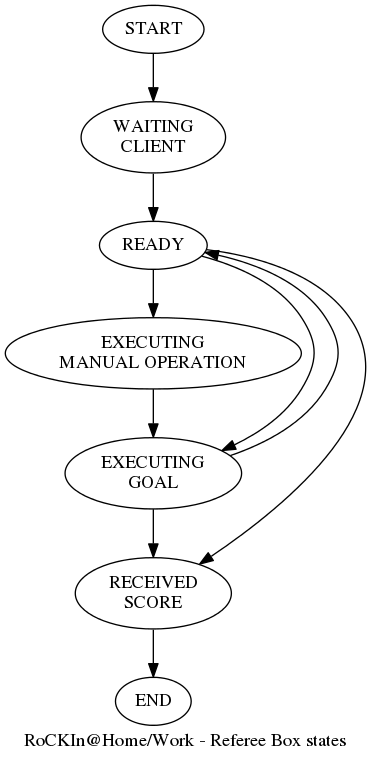 START
WAITING
CLIENT
READY
EXECUTING
MANUAL OPERATION
EXECUTING
GOAL
RECEIVED
SCORE
END
RoCKIn@Home/Work - Referee Box states